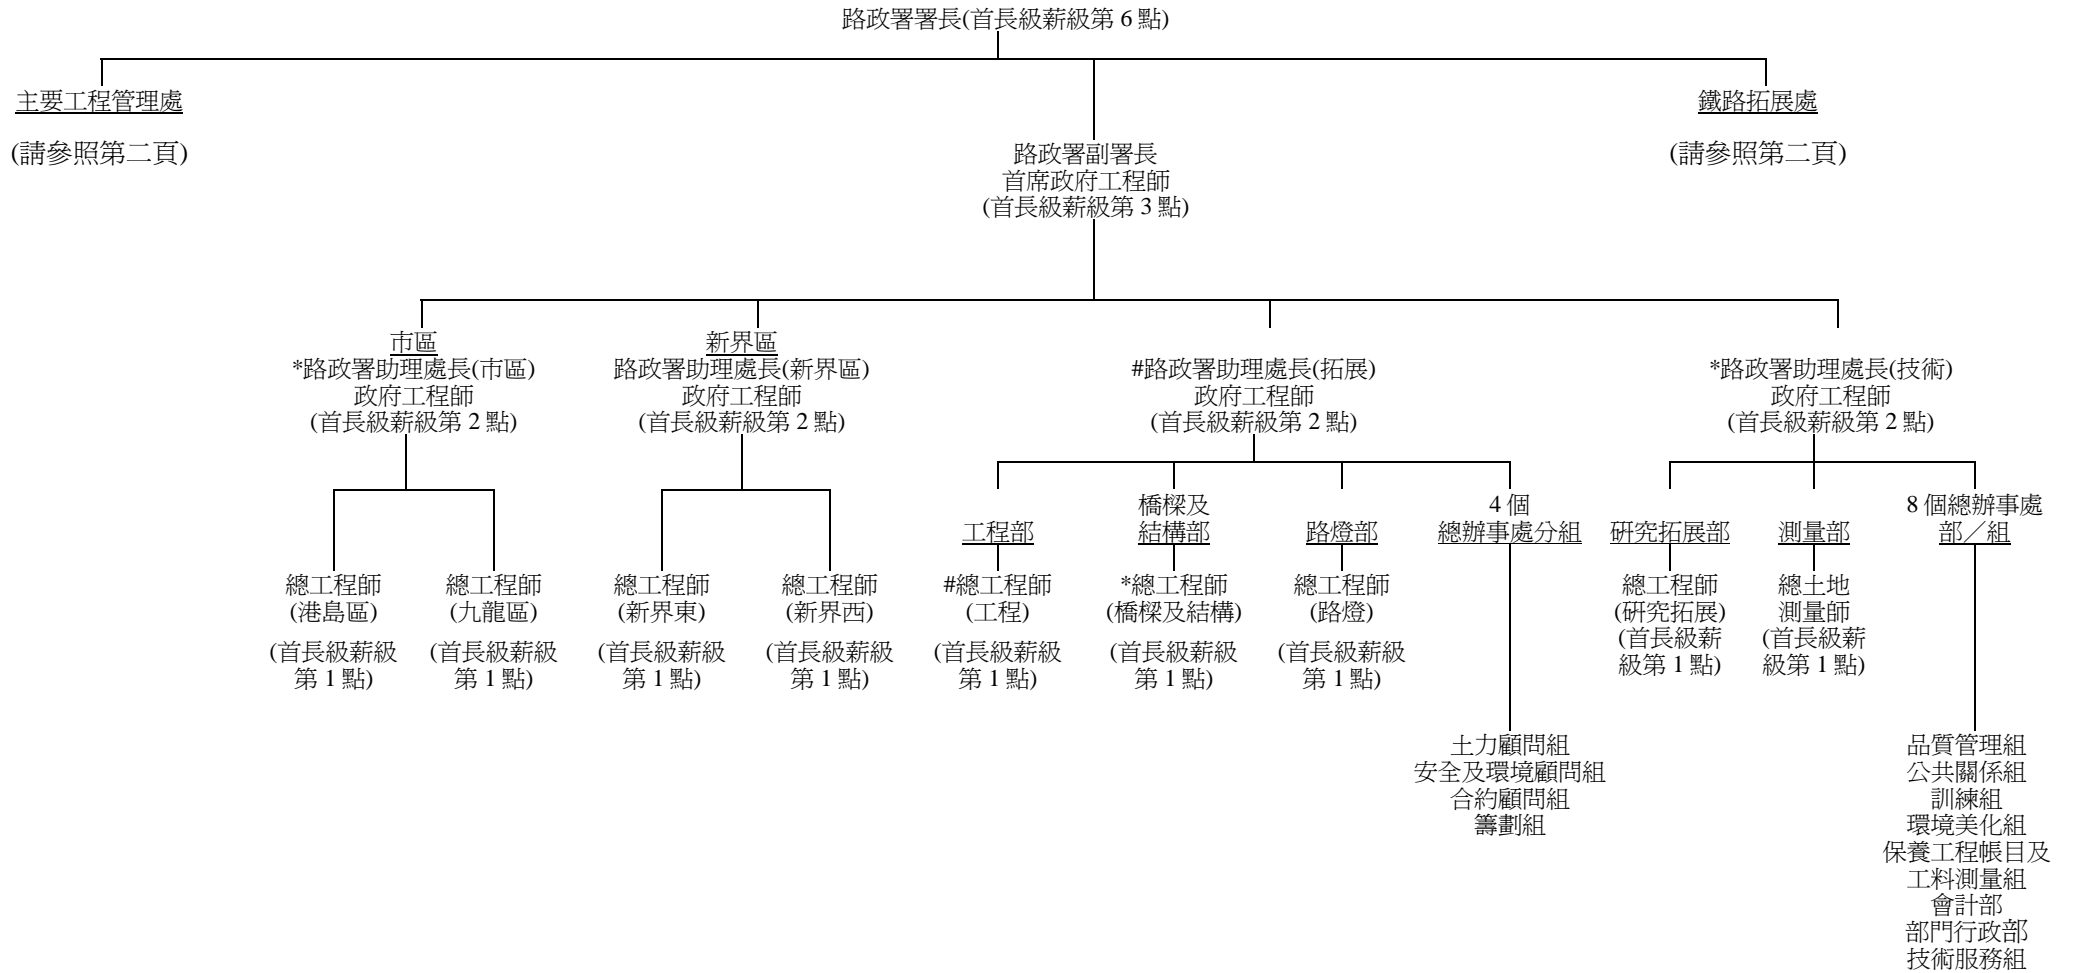 路政署署長(首長級薪級第 6 點)
主要工程管理處
(請參照第二頁)
鐵路拓展處
(請參照第二頁)
路政署副署長
首席政府工程師
(首長級薪級第 3 點)
市區
*路政署助理處長(市區)
政府工程師
(首長級薪級第 2 點)
新界區
路政署助理處長(新界區)
政府工程師
(首長級薪級第 2 點)
#路政署助理處長(拓展)
政府工程師
(首長級薪級第 2 點)
*路政署助理處長(技術)
政府工程師
(首長級薪級第 2 點)
總工程師
(港島區)
(首長級薪級
第 1 點)
總工程師
(九龍區)
(首長級薪級
第 1 點)
總工程師
(新界東)
(首長級薪級
第 1 點)
總工程師
(新界西)
(首長級薪級
第 1 點)
工程部
#總工程師
(工程)
(首長級薪級
第 1 點)
橋樑及
結構部
*總工程師
(橋樑及結構)
(首長級薪級
第 1 點)
路燈部
總工程師
(路燈)
(首長級薪級
第 1 點)
4 個
總辦事處分組
土力顧問組
安全及環境顧問組
合約顧問組
籌劃組
研究拓展部
總工程師
(研究拓展)
(首長級薪
級第 1 點)
測量部
總土地
測量師
(首長級薪
級第 1 點)
8 個總辦事處
部／組
品質管理組
公共關係組
訓練組
環境美化組
保養工程帳目及
工料測量組
會計部
部門行政部
技術服務組